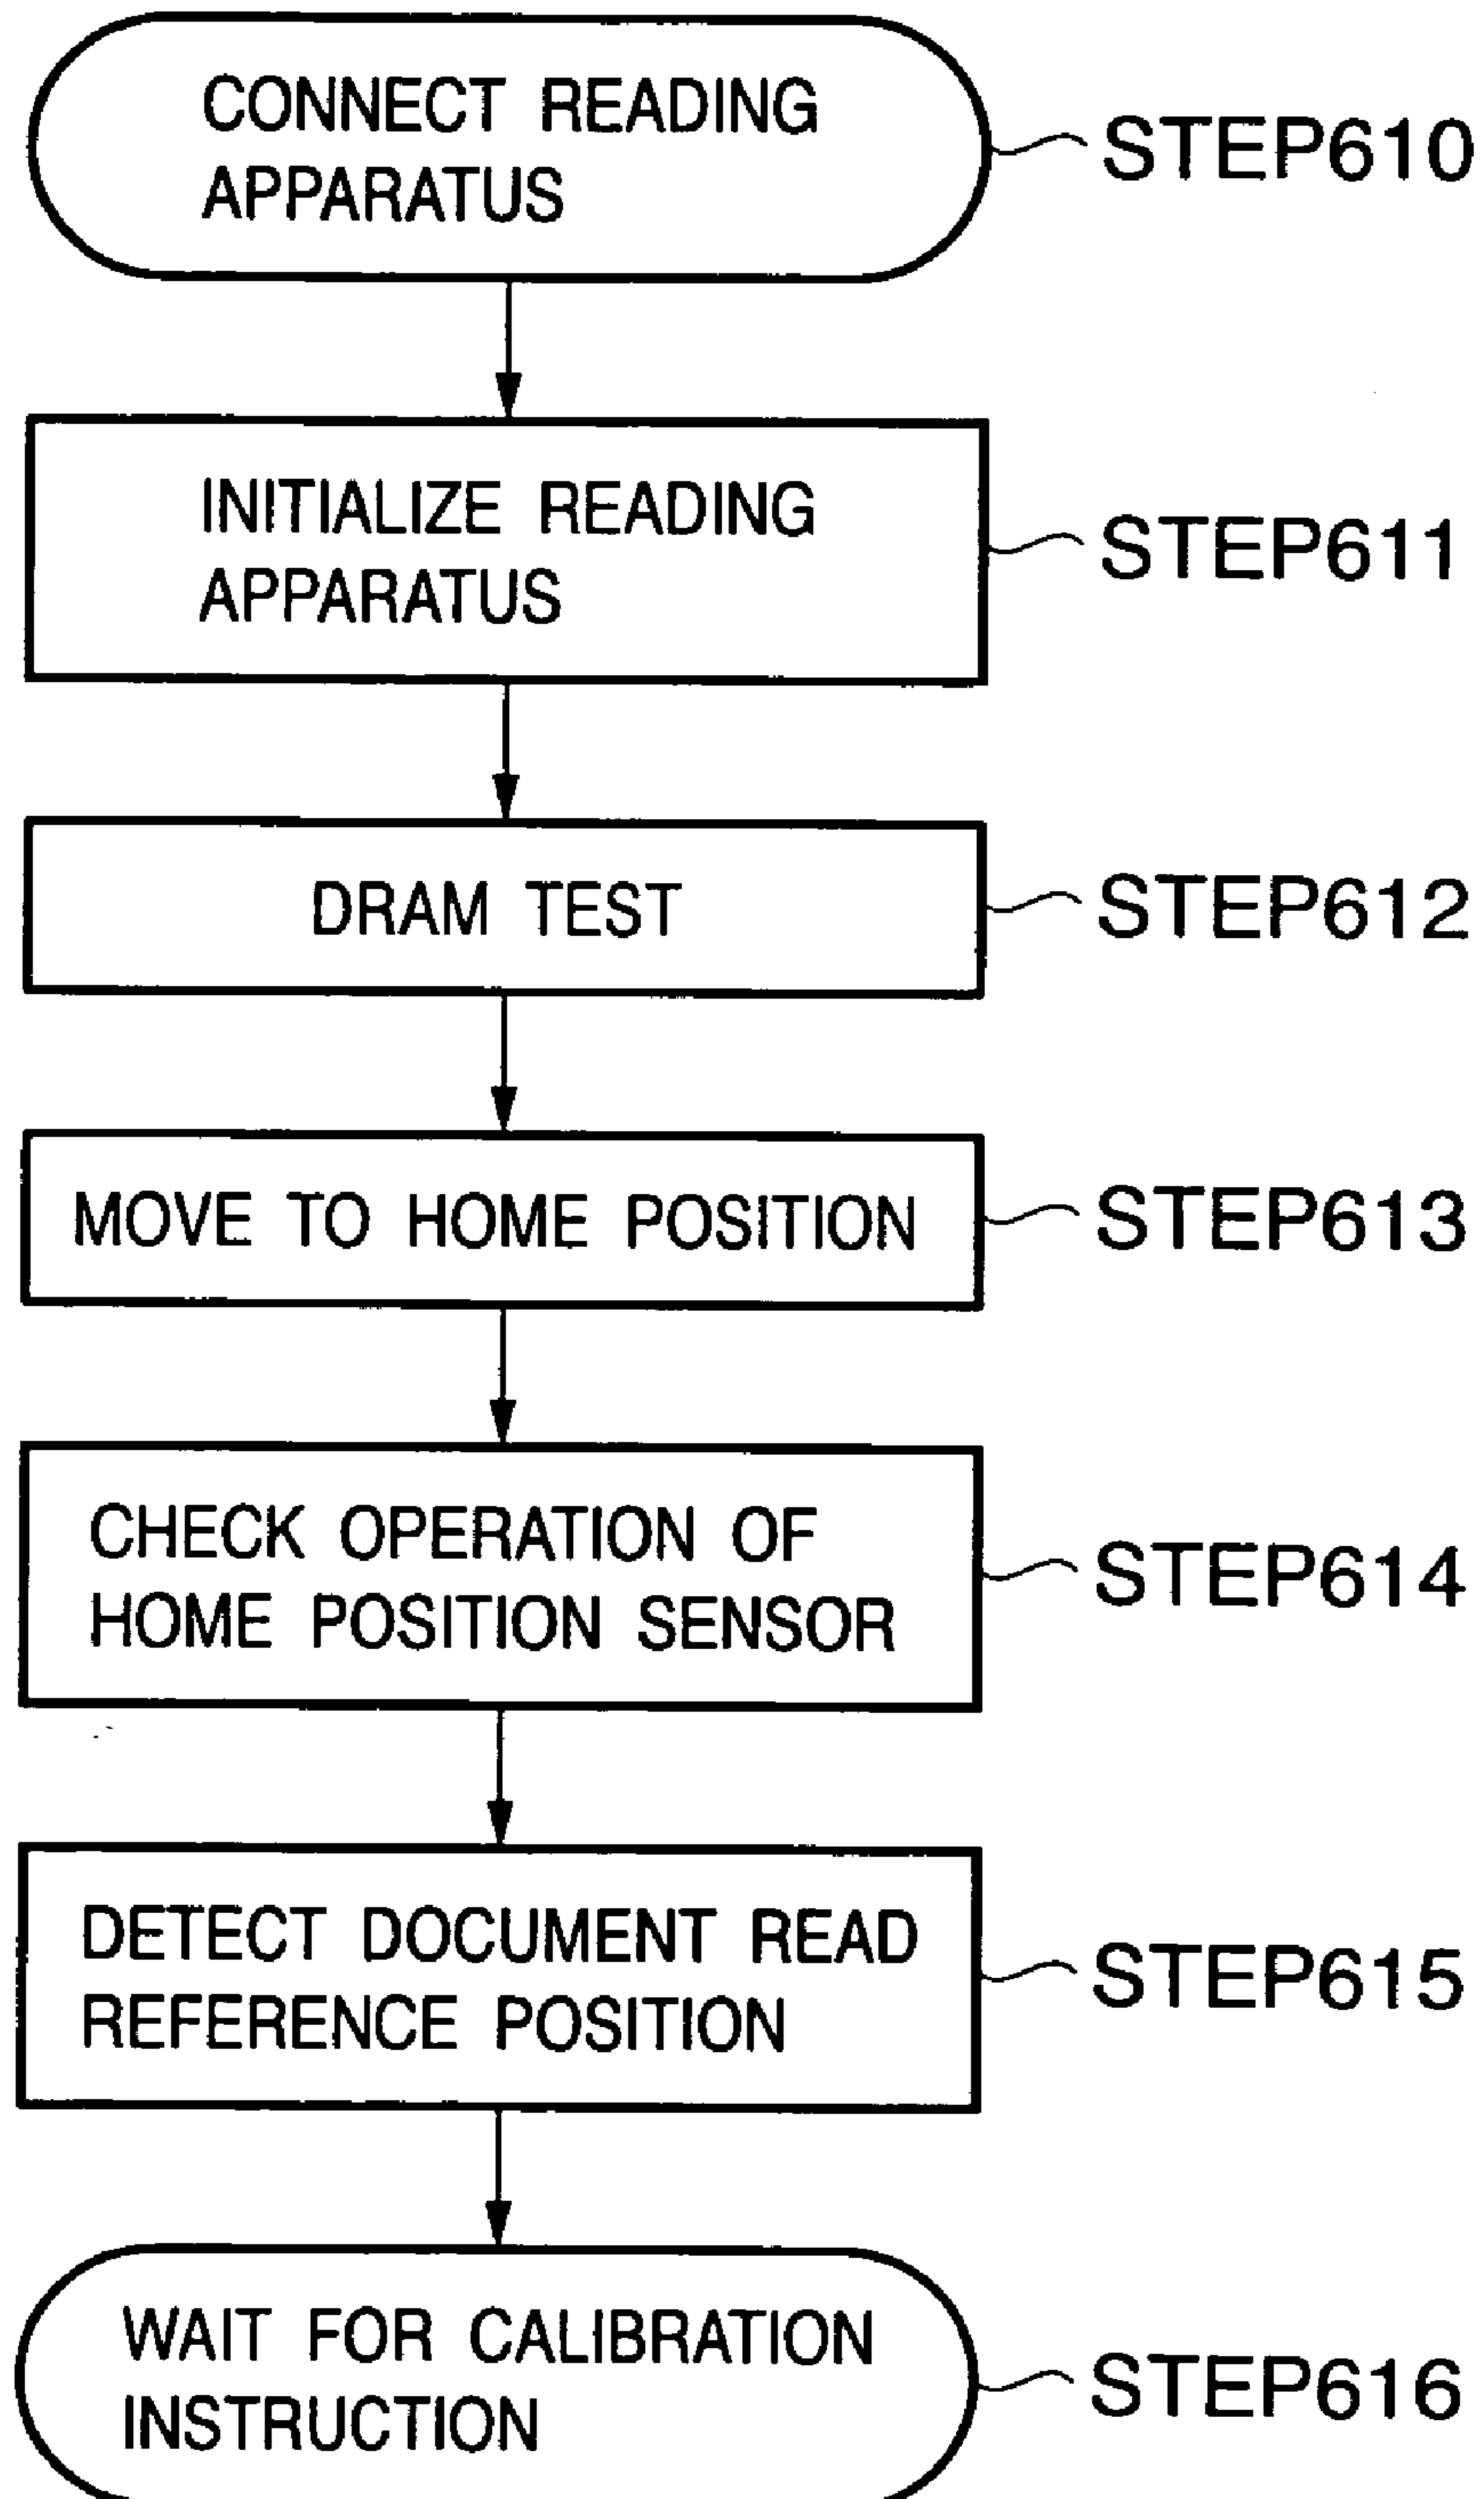 CONNECT READING
APPARATUS
STEP610
INITIALIZE READING
APPARATUS
STEP611
DRAM TEST
STEP612
MOVE TO HOME POSITION
STEP613
CHECK OPERATION OF
HOME POSITION SENSOR
STEP614
DETECT DOCUMENT READ
REFERENCE POSITION
STEP615
WAIT FOR CALIBRATION
INSTRUCTION
STEP616